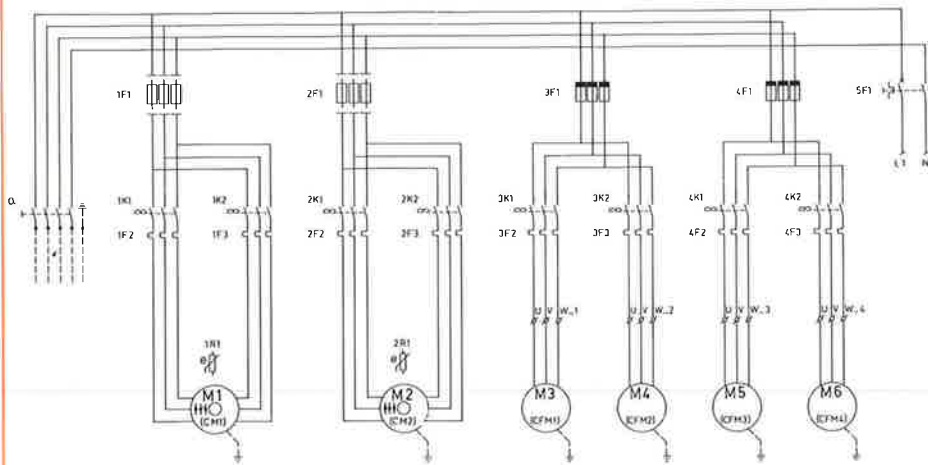 1F1 2F1 3F1 4F1 5F1
L1 N
Q 1K1 1K2 2K1 2K2 3K1 3K2 4K1 4K2
1F2 1F3 2F2 2F3 3F2 3F3 4F2 4F3
U V W_1 U V W_2 U V W_3 U V W_4
1R1 2R1
M1 M2 M3 M4 M5 M6
(CM1) (CM2) (CFM1) (CFM2) (CFM3) (CFM4)